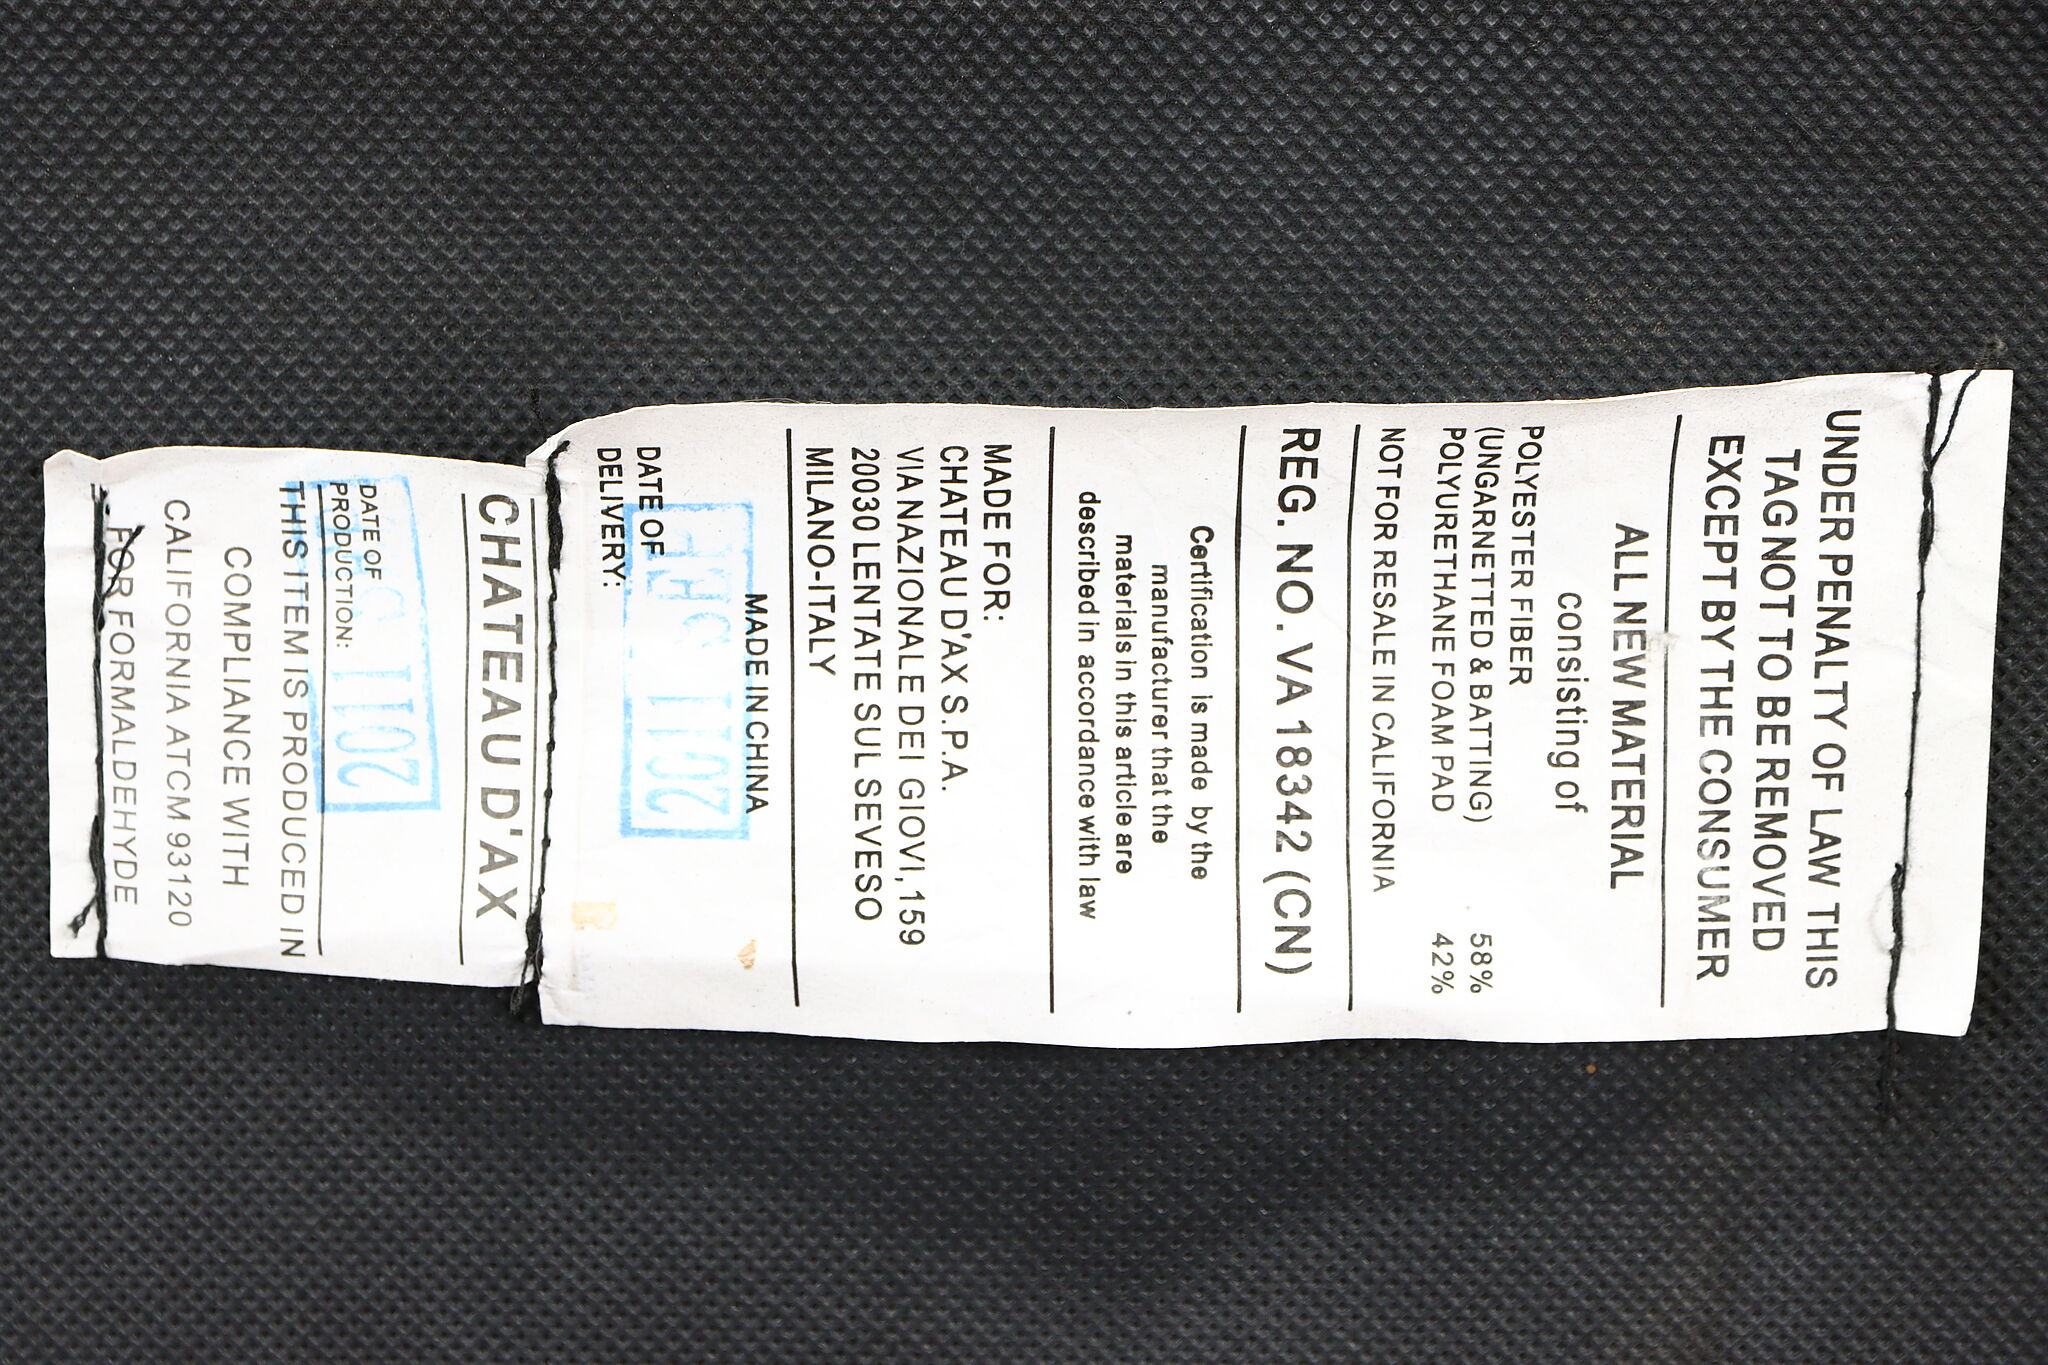 UNDER PENALTY OF LAW THIS
TAG NOT TO BE REMOVED
EXCEPT BY THE CONSUMER
ALL NEW MATERIAL
consisting of
POLYESTER FIBER
(UNGARNETTED & BATTING) 58%
POLYURETHANE FOAM PAD 42%
NOT FOR RESALE IN CALIFORNIA
REG. NO. VA 18342 (CN)
Certification is made by the
manufacturer that the
materials in this article are
described in accordance with law
MADE FOR:
CHATEAU D'AX S.P.A.
VIA NAZIONALE DEI GIOVI, 159
20030 LENTATE SUL SEVESO
MILANO-ITALY
MADE IN CHINA
2011
DATE OF
DELIVERY:
CHATEAU D'AX
2011
DATE OF
PRODUCTION:
THIS ITEM IS PRODUCED IN
COMPLIANCE WITH
CALIFORNIA ATCM 93120
FOR FORMALDEHYDE